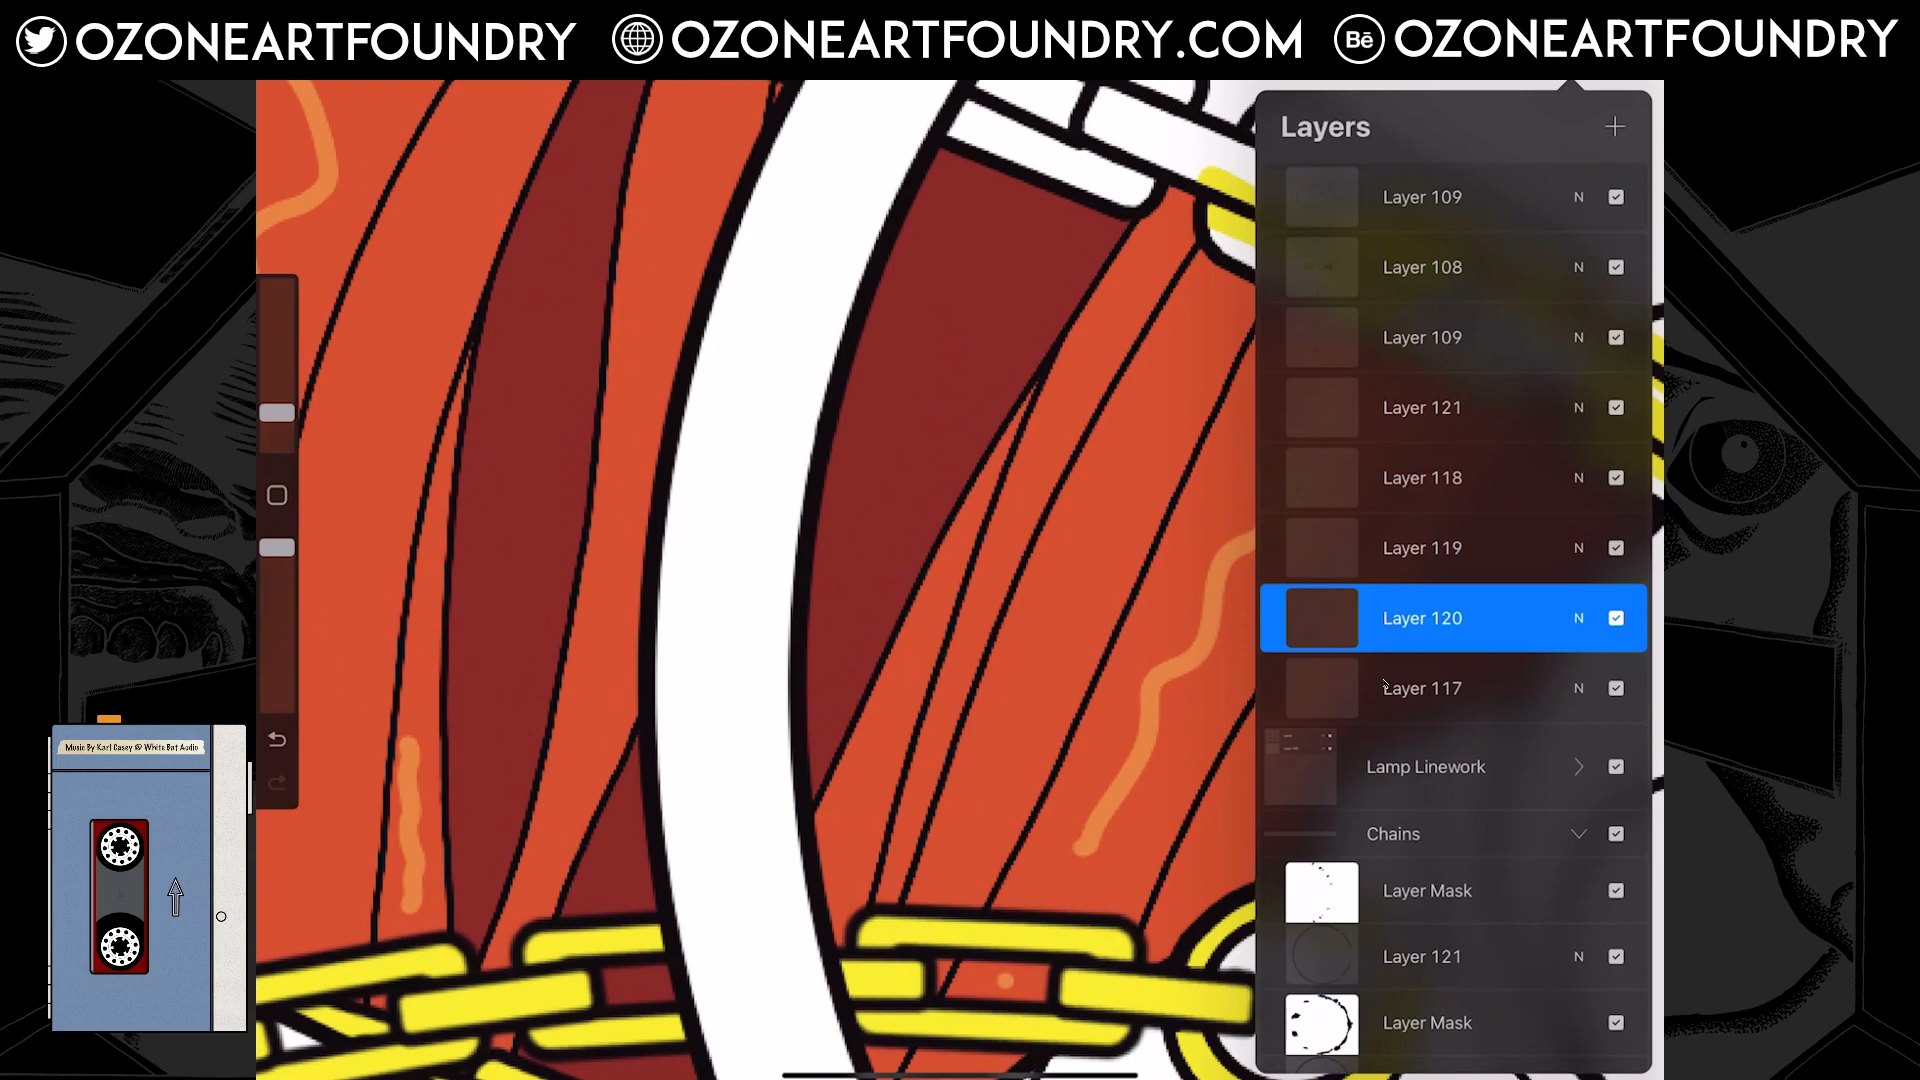 OZONEARTFOUNDRY OZONEARTFOUNDRY.COM Bē OZONEARTFOUNDRY
Layers
Layer 109 N
Layer 108 N
Layer 109 N
Layer 121 N
Layer 118 N
Layer 119 N
Layer 120 N
Layer 117 N
Lamp Linework
Chains
Layer Mask
Layer 121 N
Layer Mask
Music By Karl Casey @ White Bat Audio